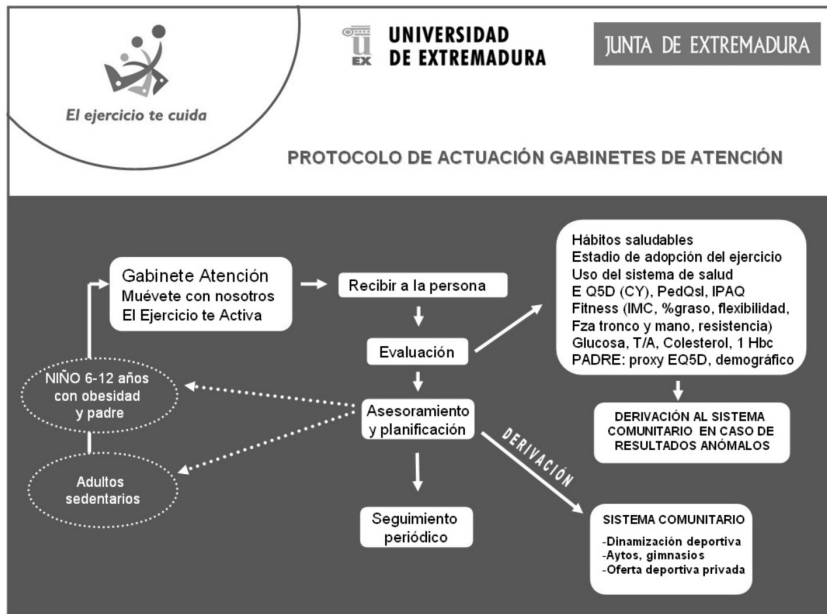 El ejercicio te cuida
UEX
UNIVERSIDAD
DE EXTREMADURA
JUNTA DE EXTREMADURA
PROTOCOLO DE ACTUACIÓN GABINETES DE ATENCIÓN
Gabinete Atención
Muévete con nosotros
El Ejercicio te Activa
Recibir a la persona
Evaluación
Hábitos saludables
Estadio de adopción del ejercicio
Uso del sistema de salud
E Q5D (CY), PedQsl, IPAQ
Fitness (IMC, %graso, flexibilidad,
Fza tronco y mano, resistencia)
Glucosa, T/A, Colesterol, 1 Hbc
PADRE: proxy EQ5D, demográfico
NIÑO 6-12 años
con obesidad
y padre
Asesoramiento
y planificación
DERIVACIÓN
DERIVACIÓN AL SISTEMA
COMUNITARIO EN CASO DE
RESULTADOS ANÓMALOS
Adultos
sedentarios
Seguimiento
periódico
SISTEMA COMUNITARIO
-Dinamización deportiva
-Aytos, gimnasios
-Oferta deportiva privada